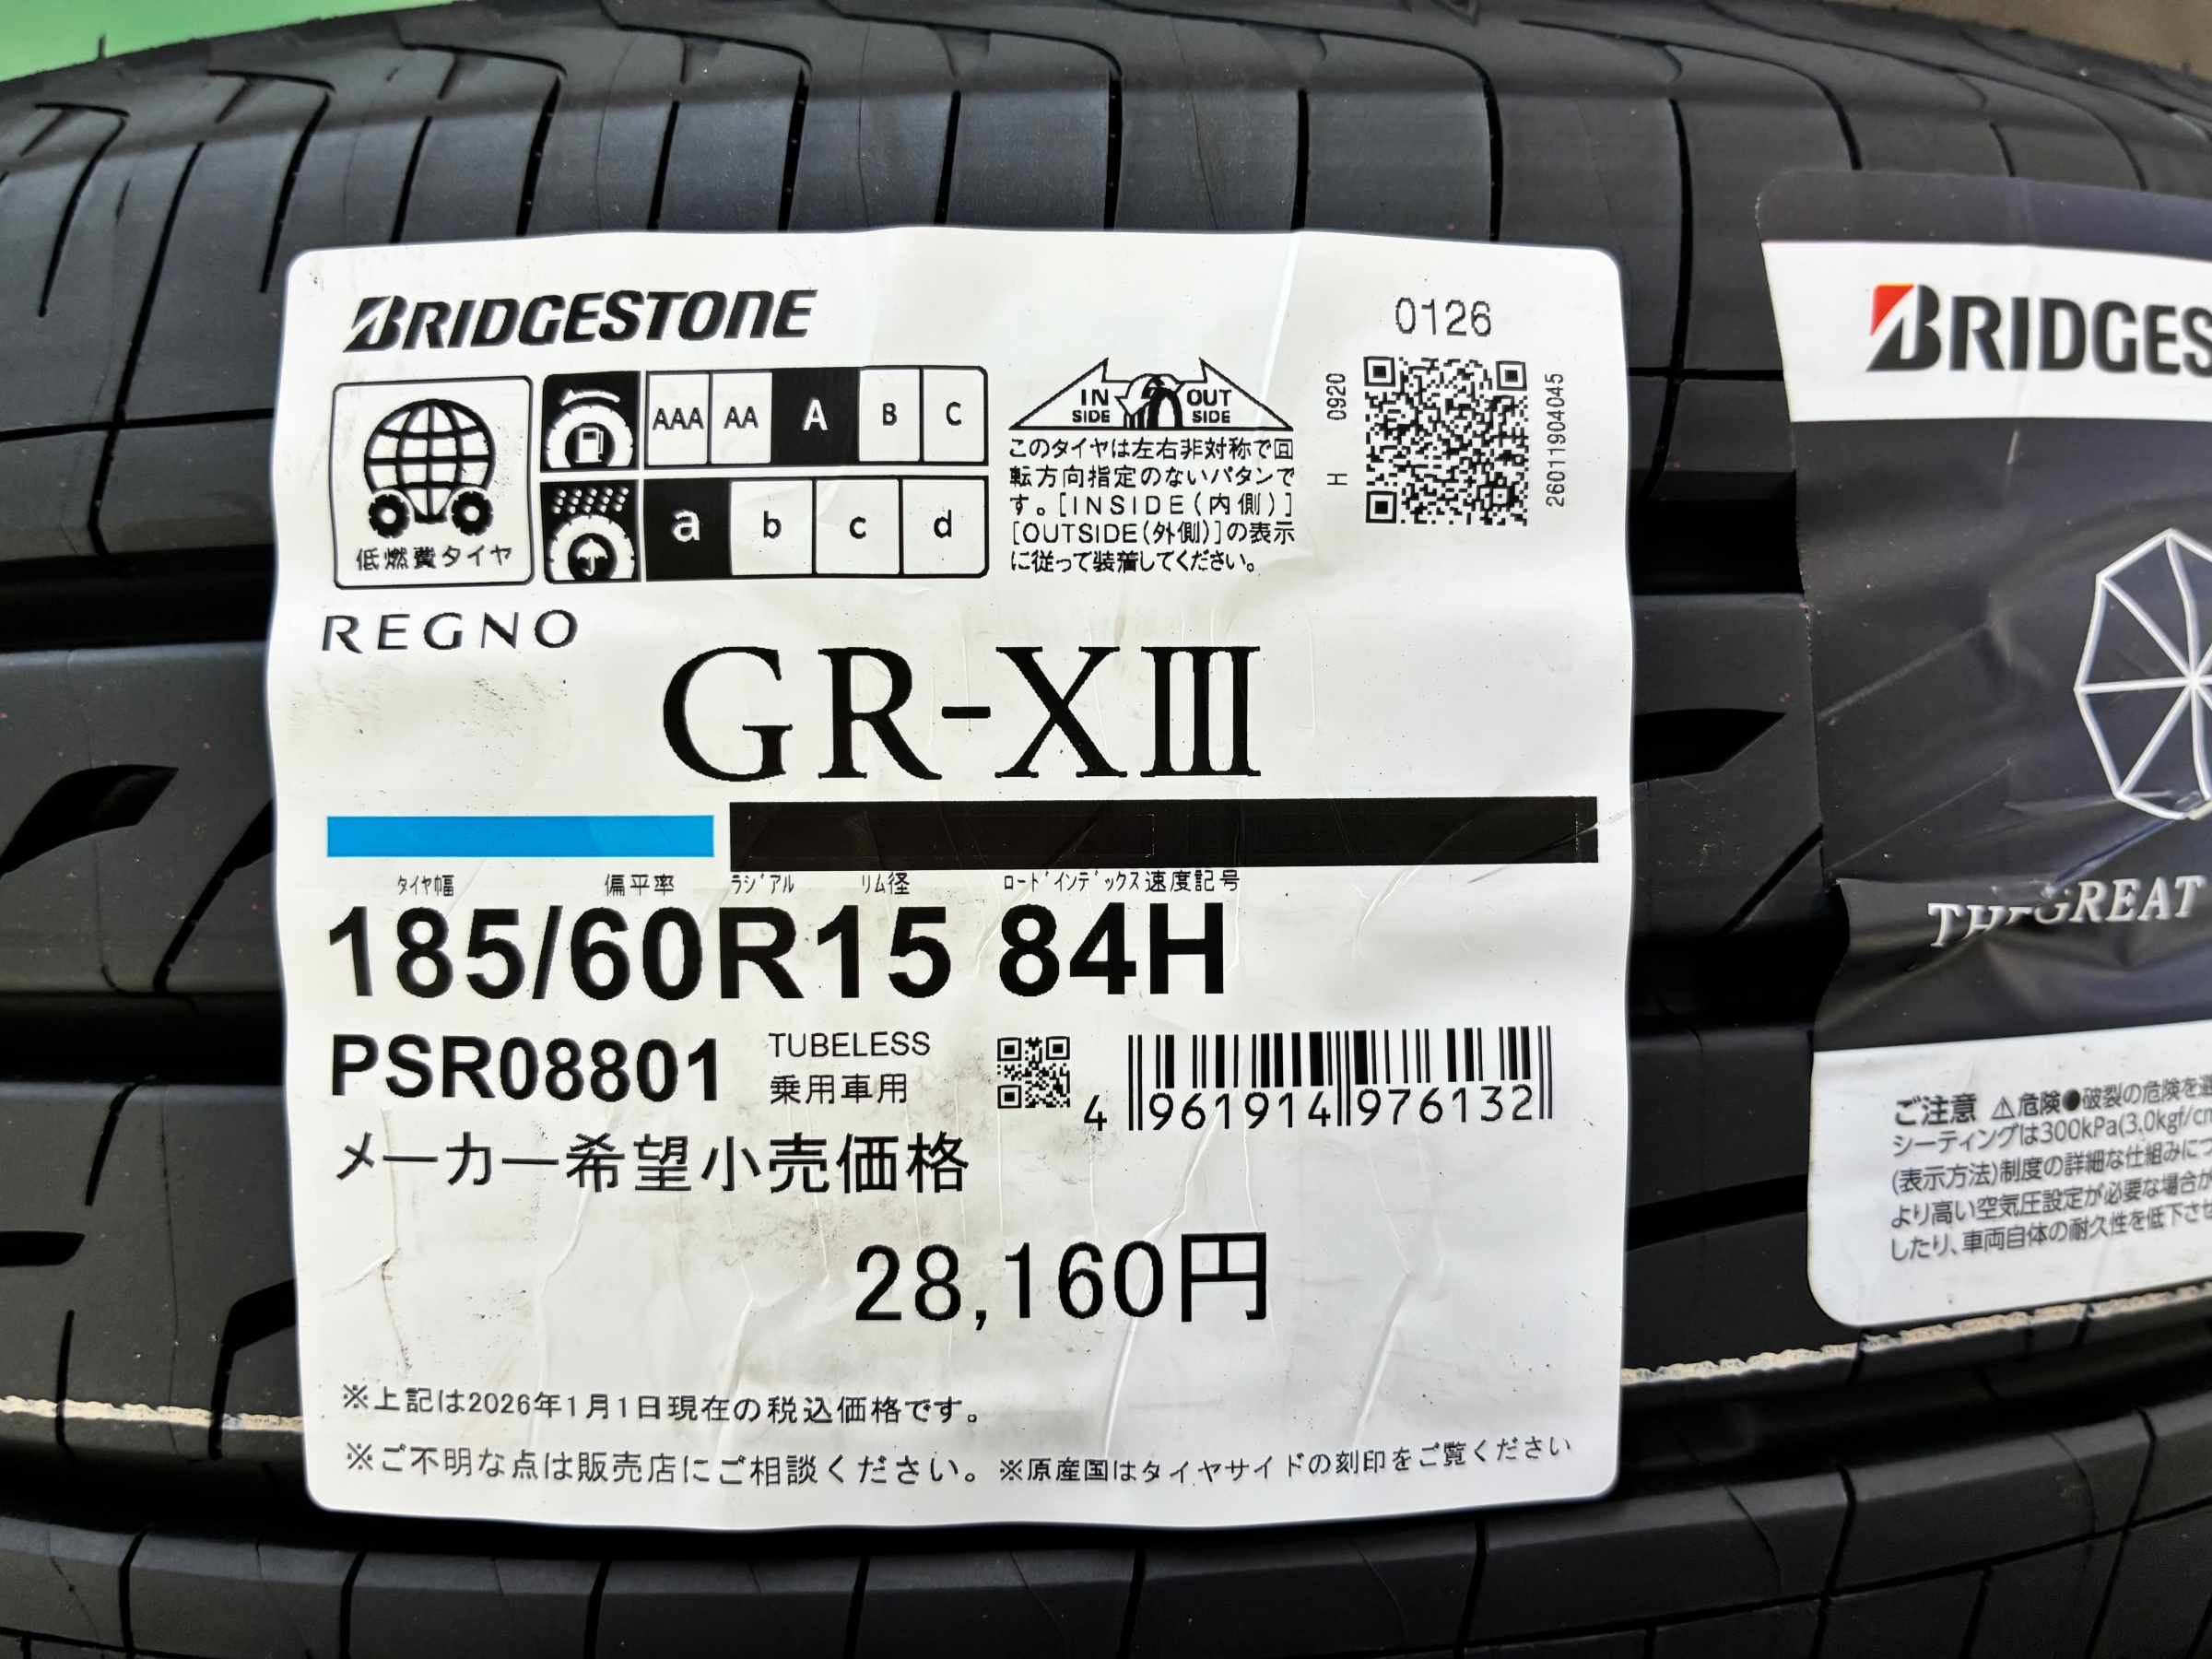 BRIDGESTONE
0126
低燃費タイヤ
AAA AA A B C
a b c d
IN SIDE OUT SIDE
このタイヤは左右非対称で回
転方向指定のないパタンで
す。[INSIDE(内側)]
[OUTSIDE(外側)]の表示
に従って装着してください。
H 0920
2601190404​5
REGNO
GR-XIII
タイヤ幅 偏平率 ラジアル リム径 ロードインデックス 速度記号
185/60R15 84H
PSR08801
TUBELESS
乗用車用
4 961914 976132
メーカー希望小売価格
28,160円
※上記は2026年1月1日現在の税込価格です。
※ご不明な点は販売店にご相談ください。※原産国はタイヤサイドの刻印をご覧ください
BRIDGES
THE GREAT
ご注意 ⚠危険●破裂の危険を
シーティングは300kPa(3.0kgf/cm
(表示方法)制度の詳細な仕組みに
より高い空気圧設定が必要な場合が
したり、車両自体の耐久性を低下させ